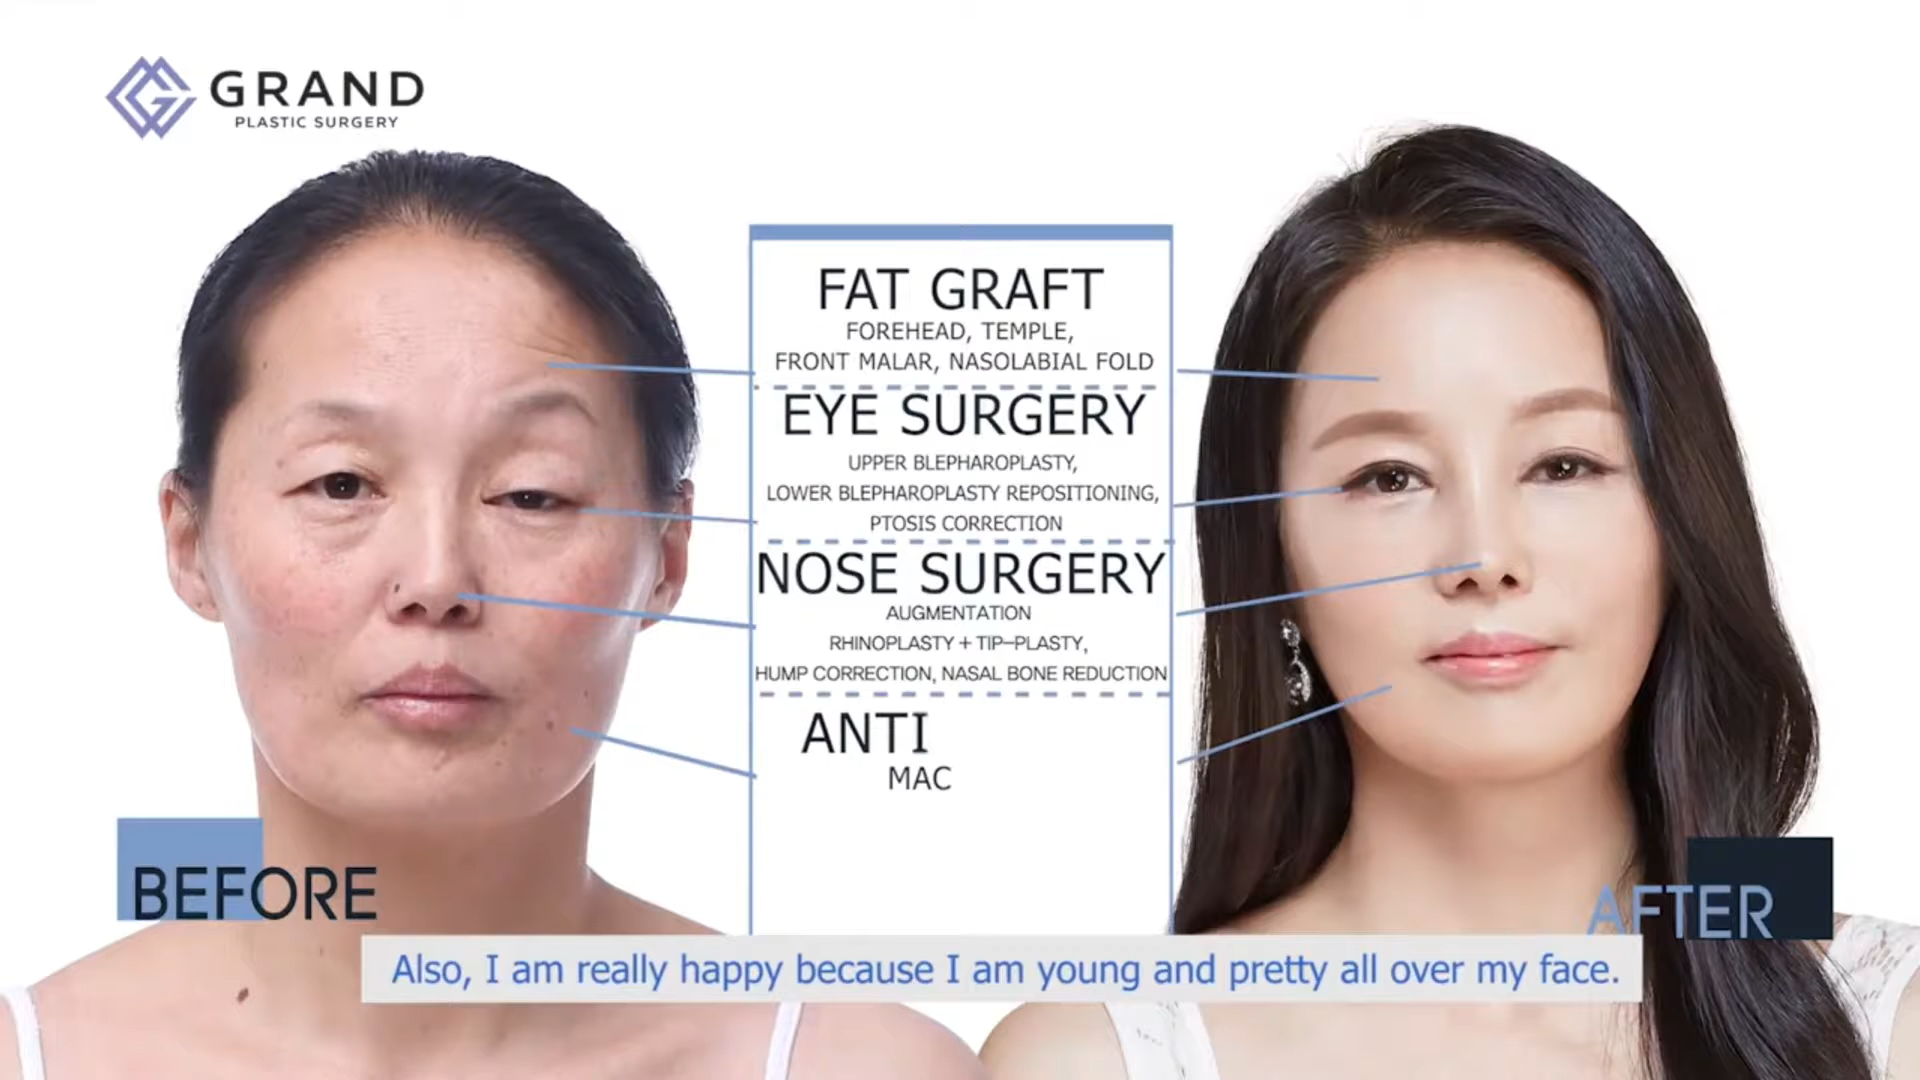 GRAND
PLASTIC SURGERY
FAT GRAFT
FOREHEAD, TEMPLE,
FRONT MALAR, NASOLABIAL FOLD
EYE SURGERY
UPPER BLEPHAROPLASTY,
LOWER BLEPHAROPLASTY REPOSITIONING,
PTOSIS CORRECTION
NOSE SURGERY
AUGMENTATION
RHINOPLASTY + TIP-PLASTY,
HUMP CORRECTION, NASAL BONE REDUCTION
ANTI
MAC
BEFORE
AFTER
Also, I am really happy because I am young and pretty all over my face.